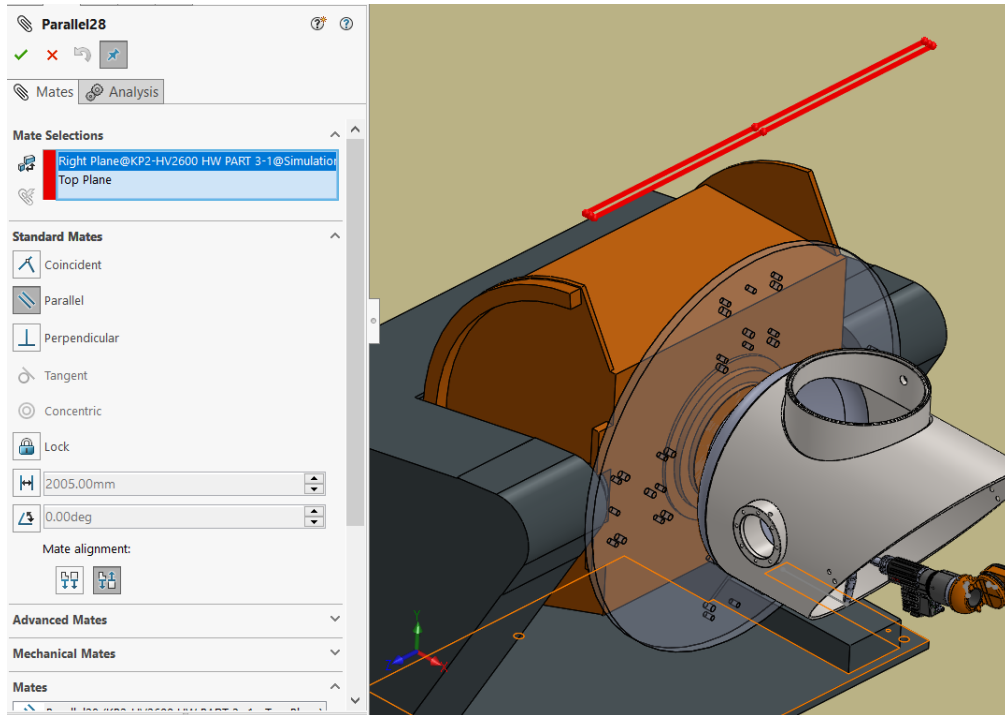 Parallel28
Mates
Analysis
Mate Selections
Right Plane@KP2-HV2600 HW PART 3-1@Simulation
Top Plane
Standard Mates
Coincident
Parallel
Perpendicular
Tangent
Concentric
Lock
2005.00mm
0.00deg
Mate alignment:
Advanced Mates
Mechanical Mates
Mates